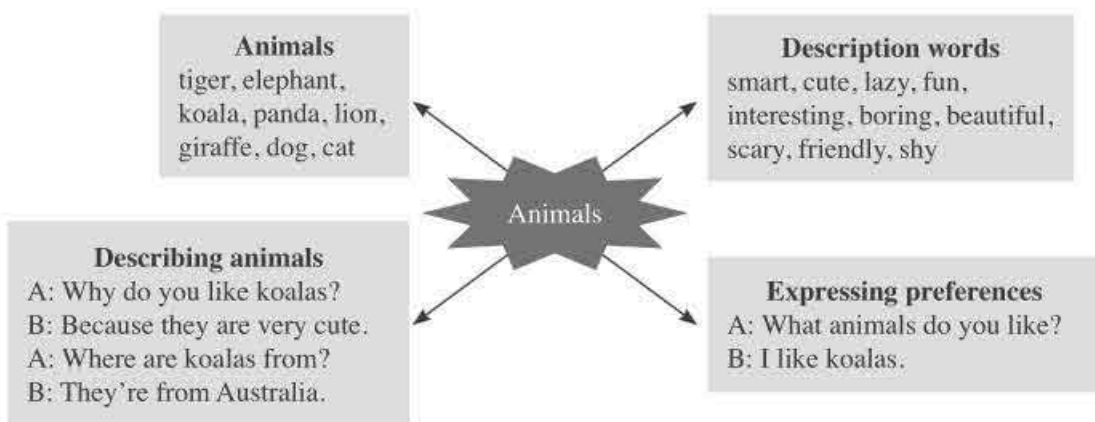 Animals
tiger, elephant,
koala, panda, lion,
giraffe, dog, cat
Description words
smart, cute, lazy, fun,
interesting, boring, beautiful,
scary, friendly, shy
Animals
Describing animals
A: Why do you like koalas?
B: Because they are very cute.
A: Where are koalas from?
B: They're from Australia.
Expressing preferences
A: What animals do you like?
B: I like koalas.